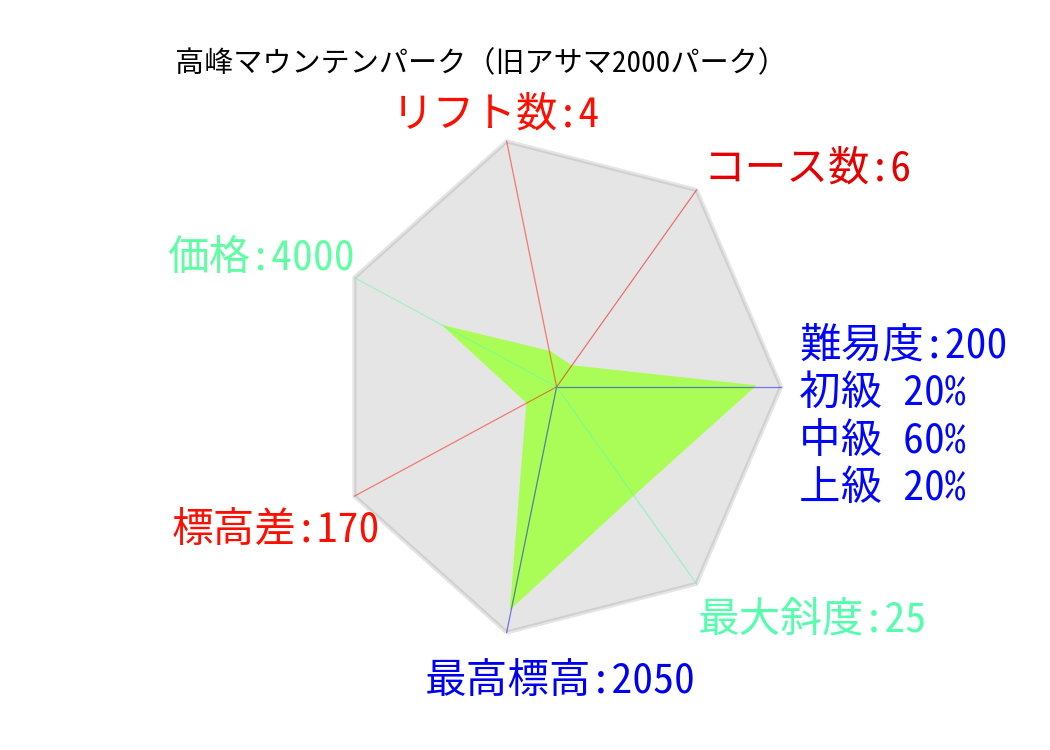 高峰マウンテンパーク（旧アサマ2000パーク）
リフト数:4
コース数:6
価格:4000
難易度:200
初級 20%
中級 60%
上級 20%
標高差:170
最大斜度:25
最高標高:2050